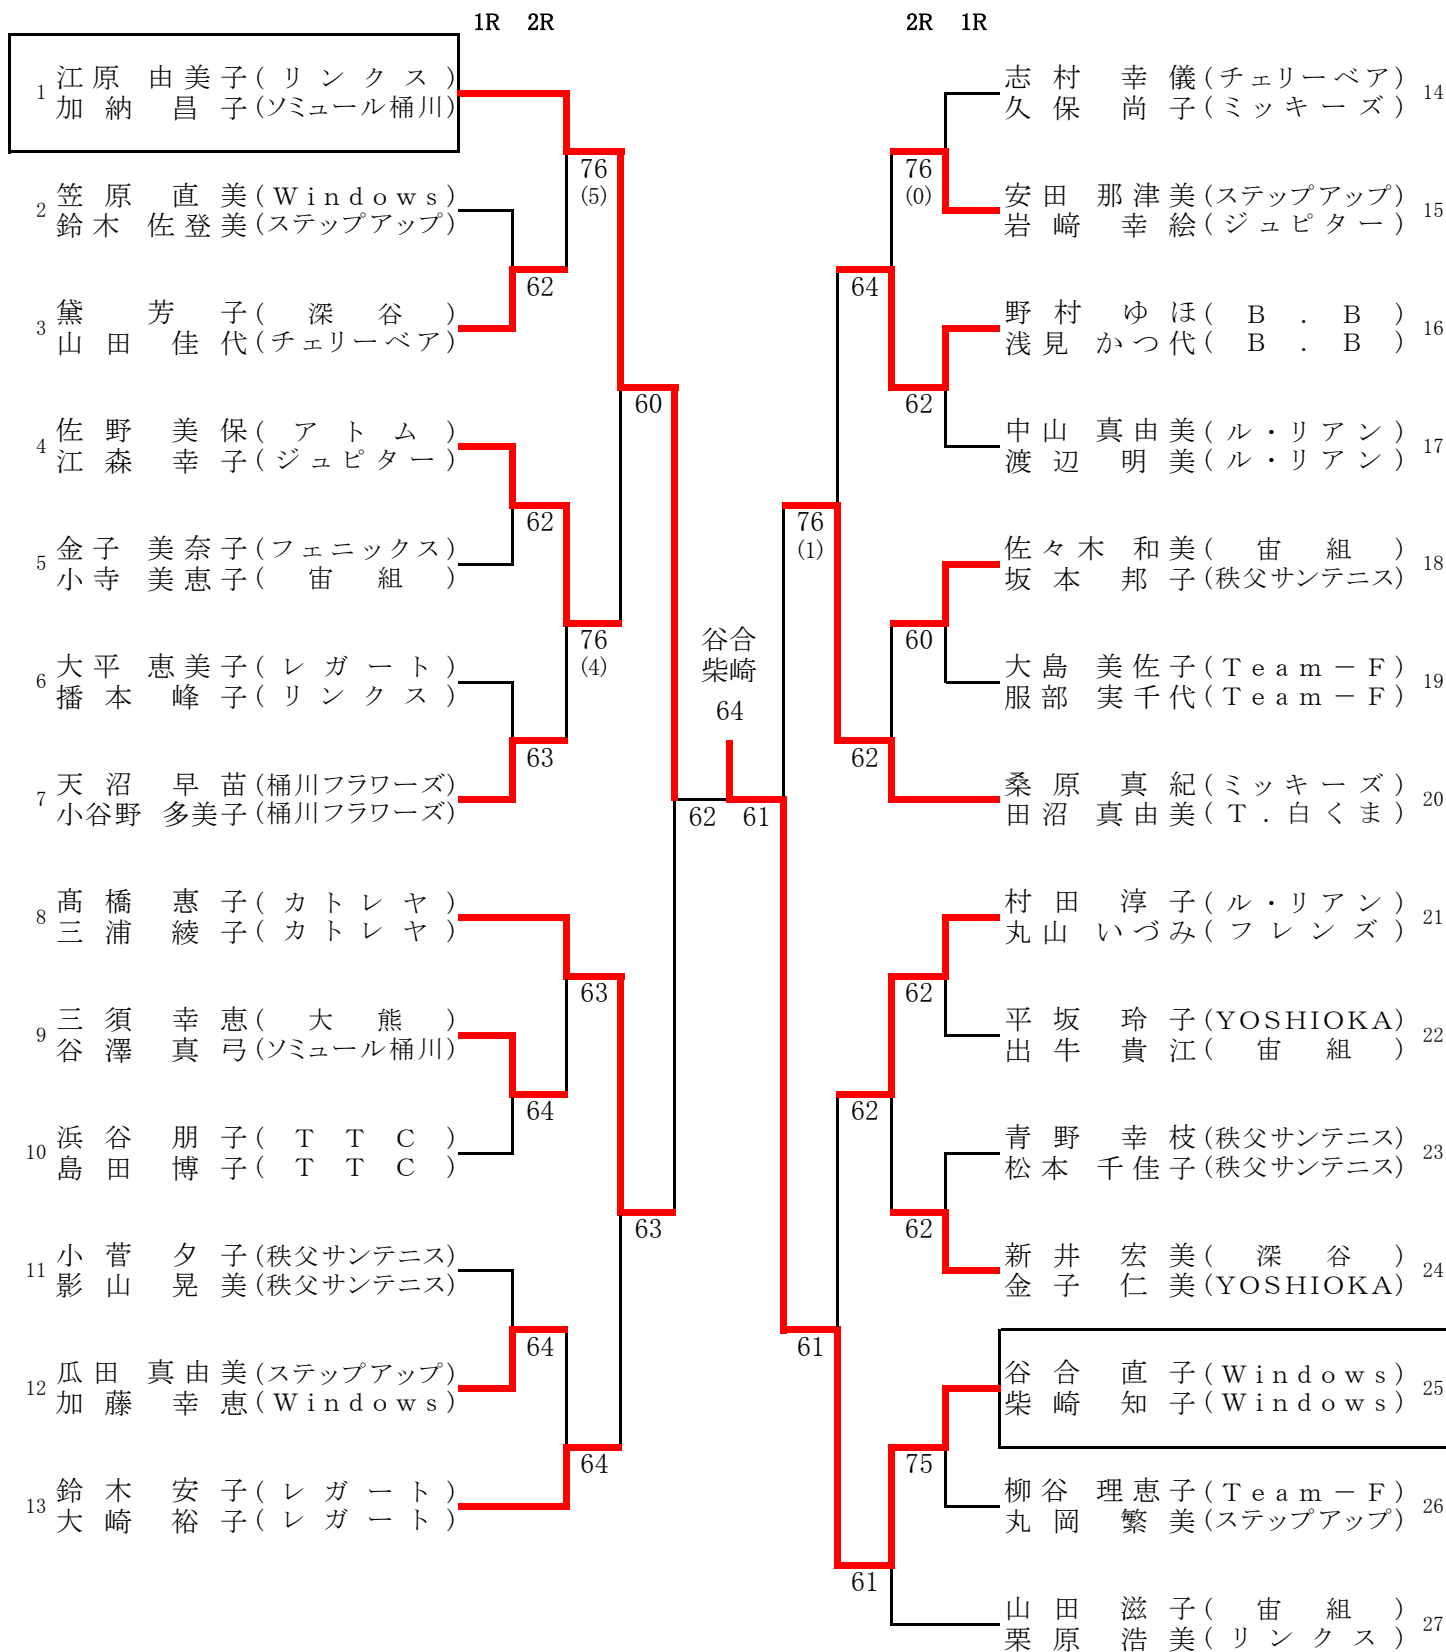 1R 2R
2R 1R
1 江原 由美子(リンクス)
加納 昌子(ソミュール桶川)
2 笠原 直美(Windows)
鈴木 佐登美(ステップアップ)
3 黛 芳子(深谷)
山田 佳代(チェリーベア)
4 佐野 美保(アトム)
江森 幸子(ジュピター)
5 金子 美奈子(フェニックス)
小寺 美恵子(宙組)
6 大平 恵美子(レガート)
播本 峰子(リンクス)
7 天沼 早苗(桶川フラワーズ)
小谷野 多美子(桶川フラワーズ)
8 髙橋 惠子(カトレヤ)
三浦 綾子(カトレヤ)
9 三須 幸恵(大熊)
谷澤 真弓(ソミュール桶川)
10 浜谷 朋子(TTC)
島田 博子(TTC)
11 小菅 夕子(秩父サンテニス)
影山 晃美(秩父サンテニス)
12 瓜田 真由美(ステップアップ)
加藤 幸恵(Windows)
13 鈴木 安子(レガート)
大崎 裕子(レガート)
62
62
63
64
64
76
(5)
76
(4)
63
64
60
63
62
谷合
柴崎
64
61
76
(1)
61
64
62
62
61
76
(0)
62
60
62
62
75
志村 幸儀(チェリーベア) 14
久保 尚子(ミッキーズ)
安田 那津美(ステップアップ) 15
岩﨑 幸絵(ジュピター)
野村 ゆほ(B.B) 16
浅見 かつ代(B.B)
中山 真由美(ル・リアン) 17
渡辺 明美(ル・リアン)
佐々木 和美(宙組) 18
坂本 邦子(秩父サンテニス)
大島 美佐子(Team－F) 19
服部 実千代(Team－F)
桑原 真紀(ミッキーズ) 20
田沼 真由美(T.白くま)
村田 淳子(ル・リアン) 21
丸山 いづみ(フレンズ)
平坂 玲子(YOSHIOKA) 22
出牛 貴江(宙組)
青野 幸枝(秩父サンテニス) 23
松本 千佳子(秩父サンテニス)
新井 宏美(深谷) 24
金子 仁美(YOSHIOKA)
谷合 直子(Windows) 25
柴崎 知子(Windows)
柳谷 理恵子(Team－F) 26
丸岡 繁美(ステップアップ)
山田 滋子(宙組) 27
栗原 浩美(リンクス)